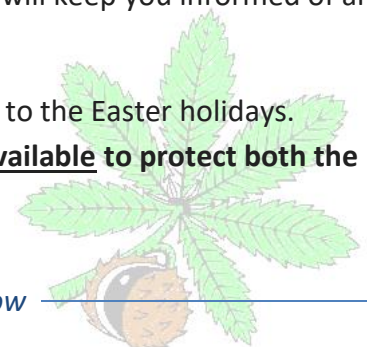 will keep you informed of a
to the Easter holidays.
vailable to protect both the
ow